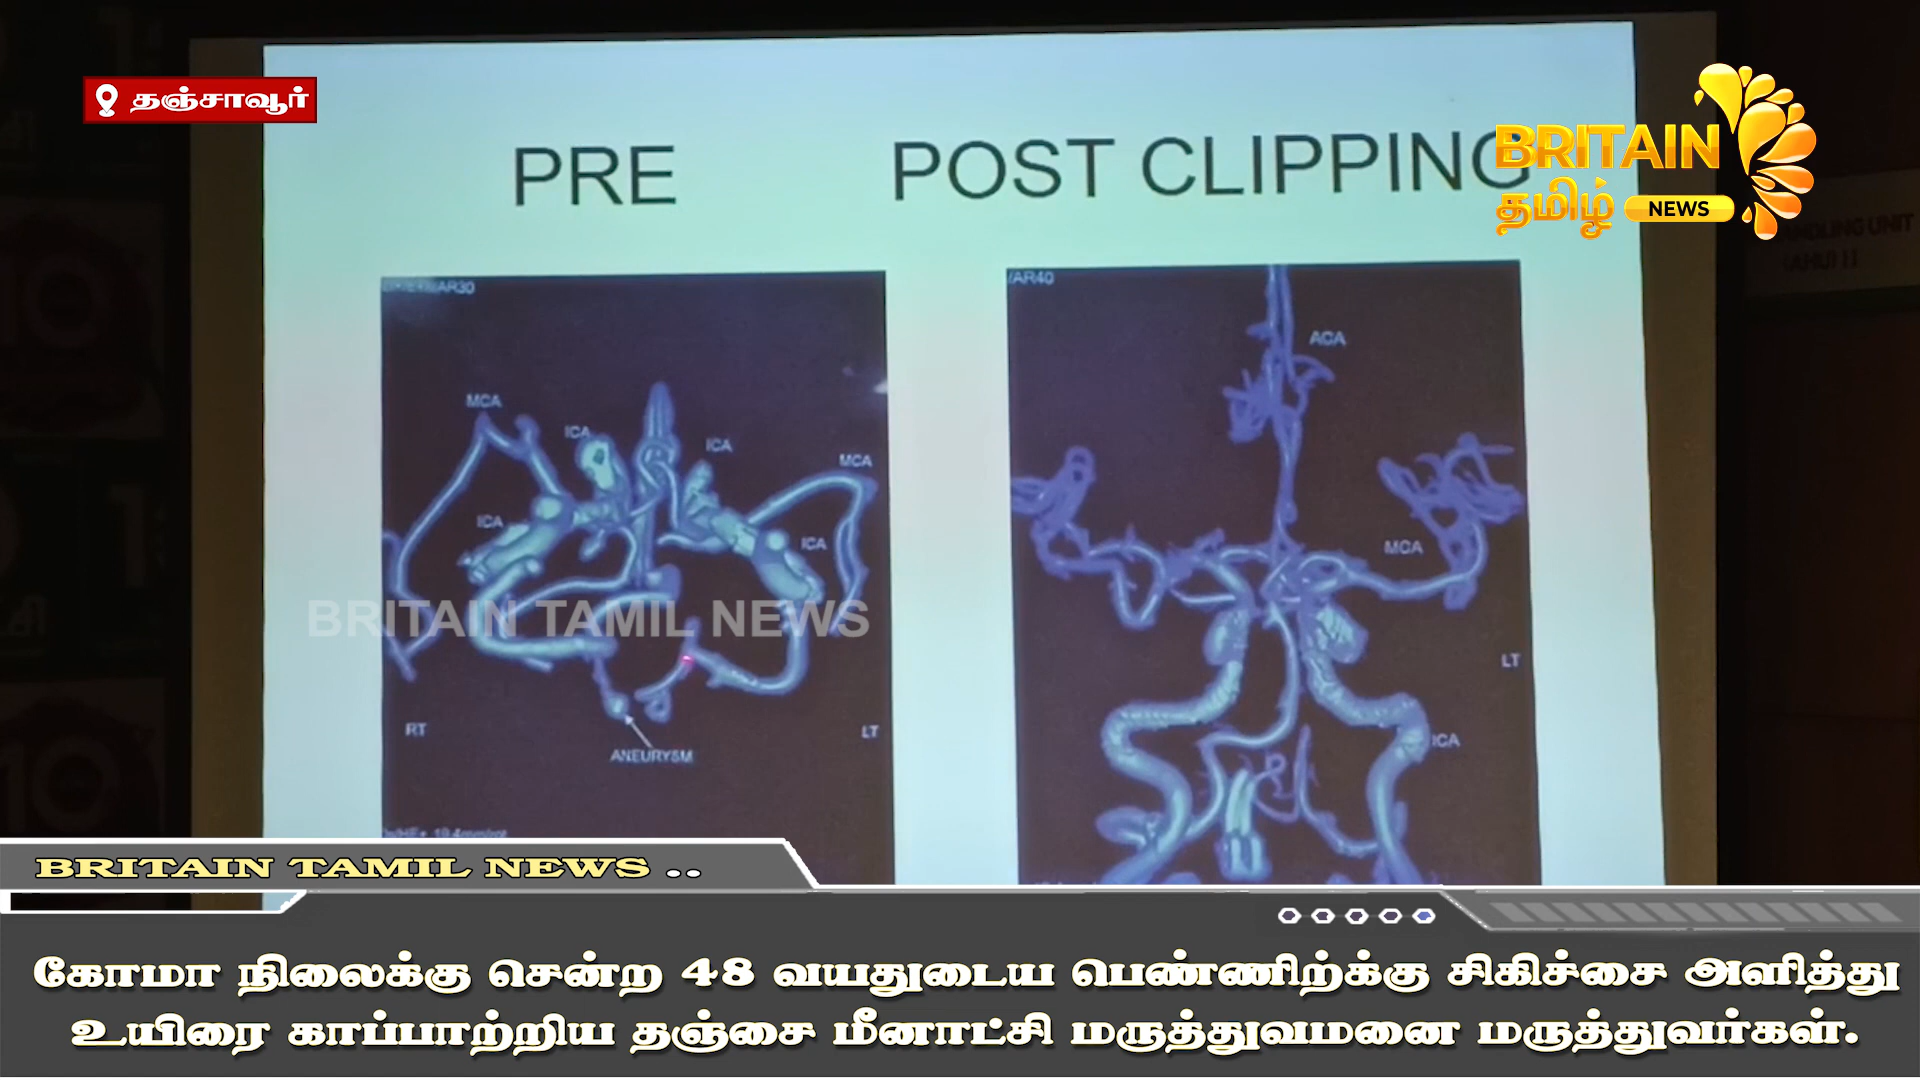 தஞ்சாவூர்
BRITAIN
தமிழ் NEWS
PRE
POST CLIPPING
AR30
/AR40
ACA
MCA
ICA
ICA
MCA
ICA
ICA
MCA
BRITAIN TAMIL NEWS
LT
RT
LT
ICA
ANEURYSM
BRITAIN TAMIL NEWS ..
கோமா நிலைக்கு சென்ற 48 வயதுடைய பெண்ணிற்க்கு சிகிச்சை அளித்து
உயிரை காப்பாற்றிய தஞ்சை மீனாட்சி மருத்துவமனை மருத்துவர்கள்.